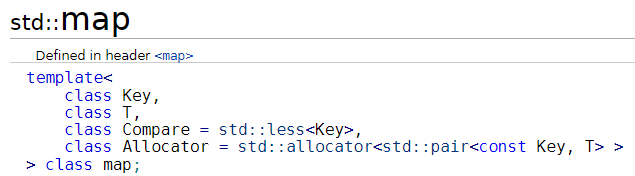 std::map
Defined in header <map>
template<
    class Key,
    class T,
    class Compare = std::less<Key>,
    class Allocator = std::allocator<std::pair<const Key, T> >
> class map;